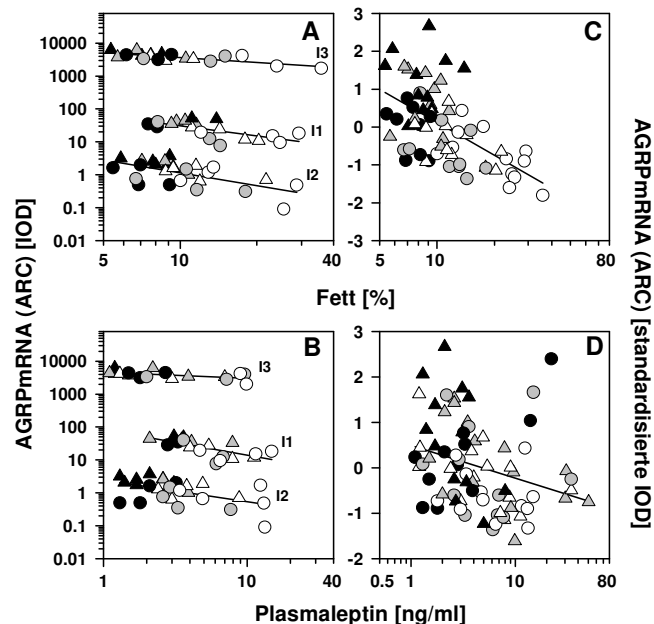 A
10000
1000
100
10
1
0.1
0.01
I3
I1
I2
5
10
40
C
3
2
1
0
-1
-2
-3
5
10
80
Fett [%]
AGRPmRNA (ARC) [IOD]
AGRPmRNA (ARC) [standardisierte IOD]
B
100000
10000
1000
100
10
1
0.1
0.01
I3
I1
I2
1
10
40
D
3
2
1
0
-1
-2
0.5
1
10
80
Plasmaleptin [ng/ml]